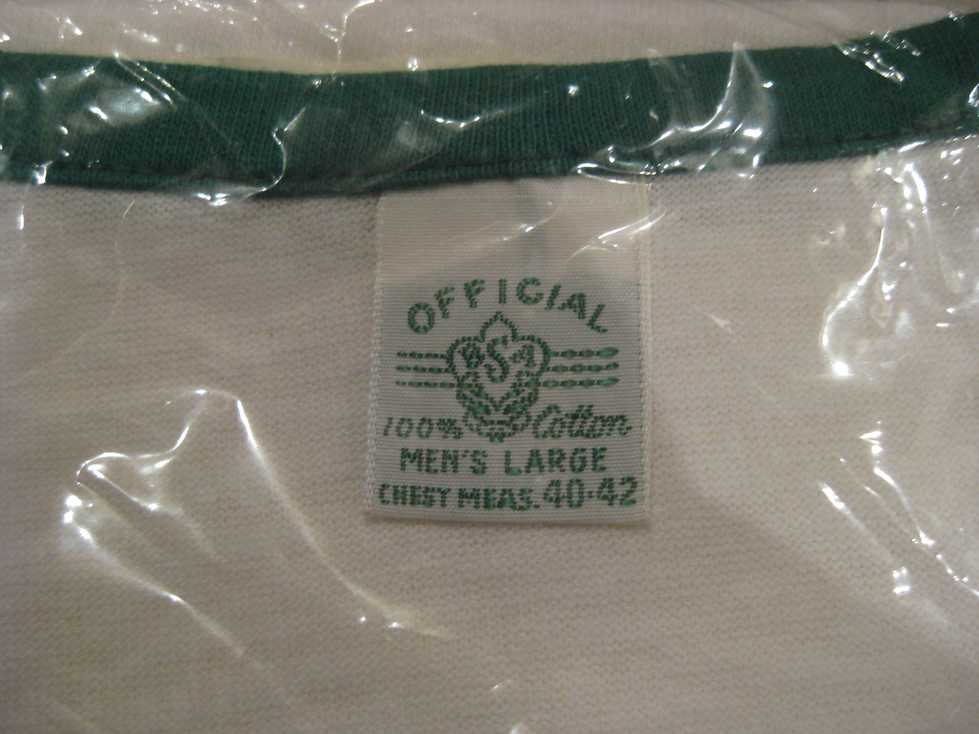 OFFICIAL
BSA
100% Cotton
MEN'S LARGE
CHEST MEAS. 40-42